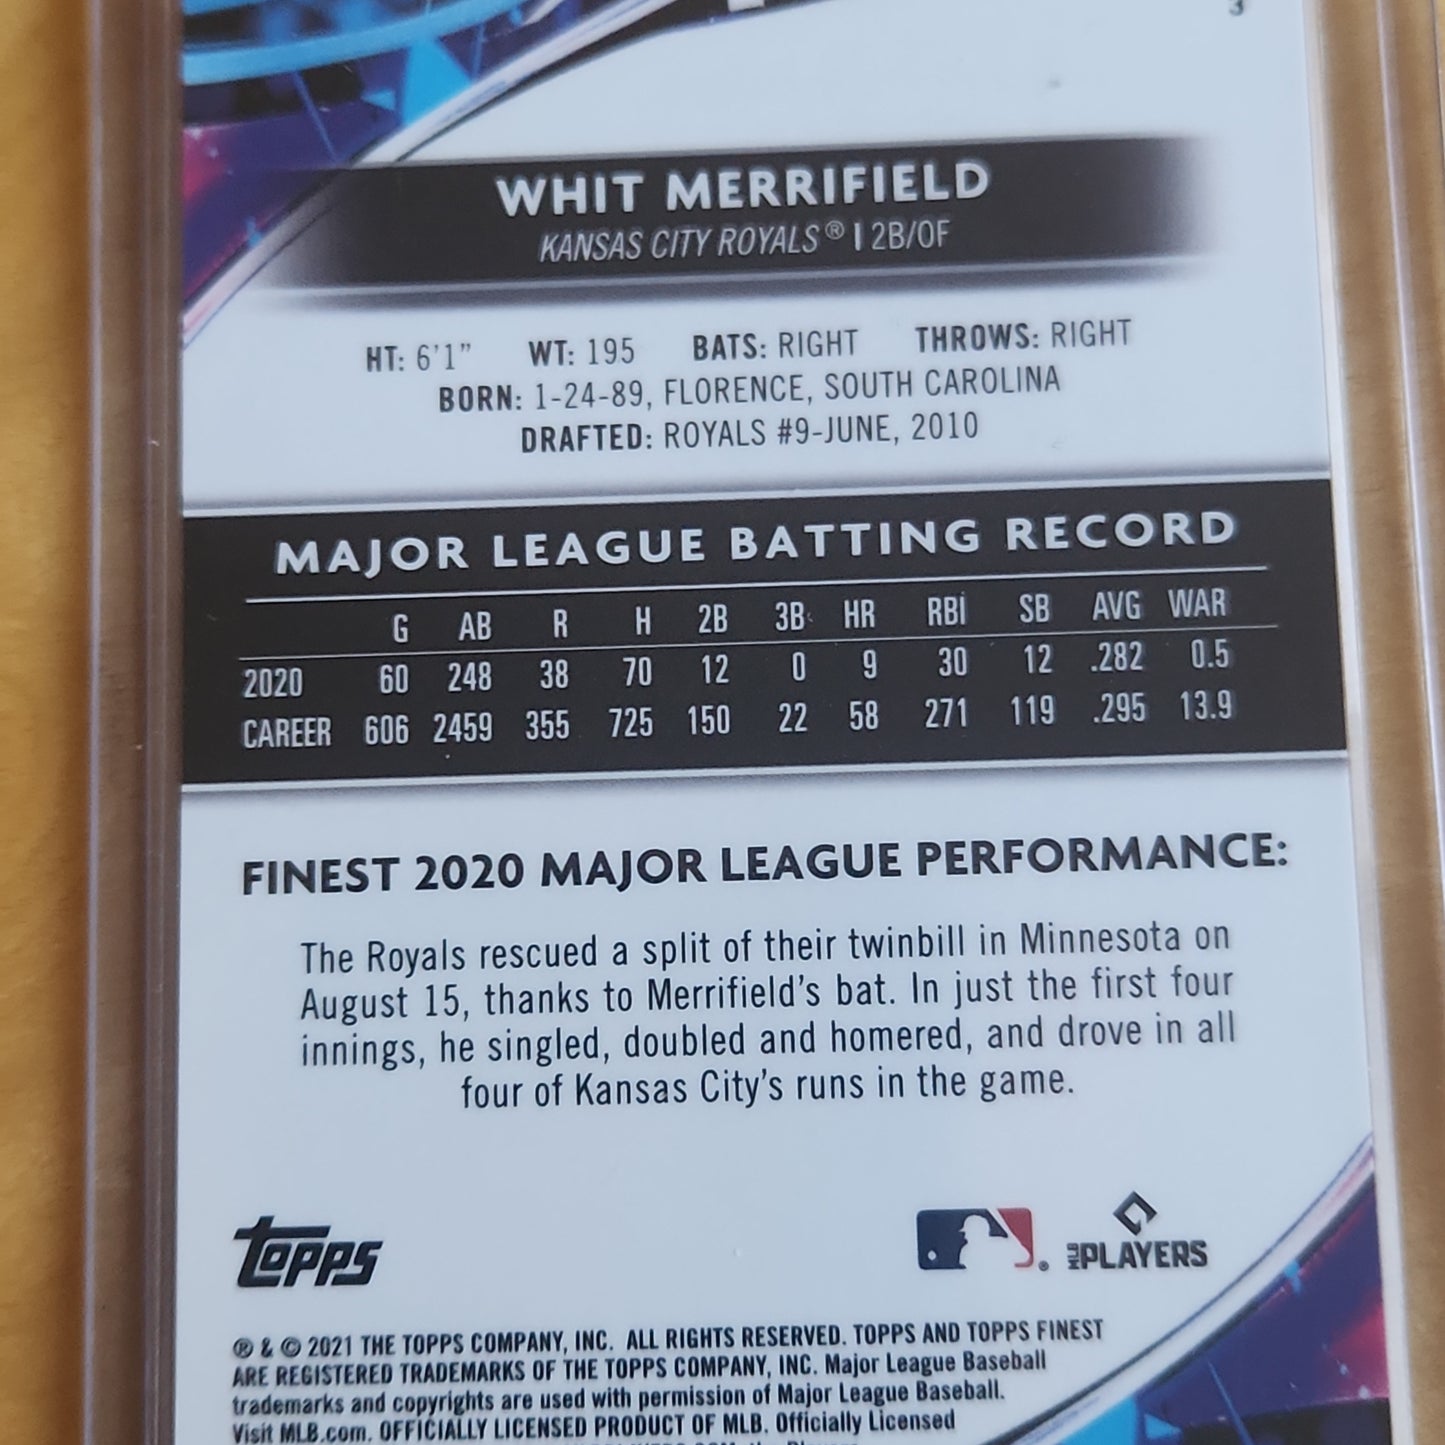 3
WHIT MERRIFIELD
KANSAS CITY ROYALS® | 2B/OF
HT: 6'1" WT: 195 BATS: RIGHT THROWS: RIGHT
BORN: 1-24-89, FLORENCE, SOUTH CAROLINA
DRAFTED: ROYALS #9-JUNE, 2010
MAJOR LEAGUE BATTING RECORD
G AB R H 2B 3B HR RBI SB AVG WAR
2020 60 248 38 70 12 0 9 30 12 .282 0.5
CAREER 606 2459 355 725 150 22 58 271 119 .295 13.9
FINEST 2020 MAJOR LEAGUE PERFORMANCE:
The Royals rescued a split of their twinbill in Minnesota on
August 15, thanks to Merrifield's bat. In just the first four
innings, he singled, doubled and homered, and drove in all
four of Kansas City's runs in the game.
topps
MLB PLAYERS
® & © 2021 THE TOPPS COMPANY, INC. ALL RIGHTS RESERVED. TOPPS AND TOPPS FINEST
ARE REGISTERED TRADEMARKS OF THE TOPPS COMPANY, INC. Major League Baseball
trademarks and copyrights are used with permission of Major League Baseball.
Visit MLB.com. OFFICIALLY LICENSED PRODUCT OF MLB. Officially Licensed